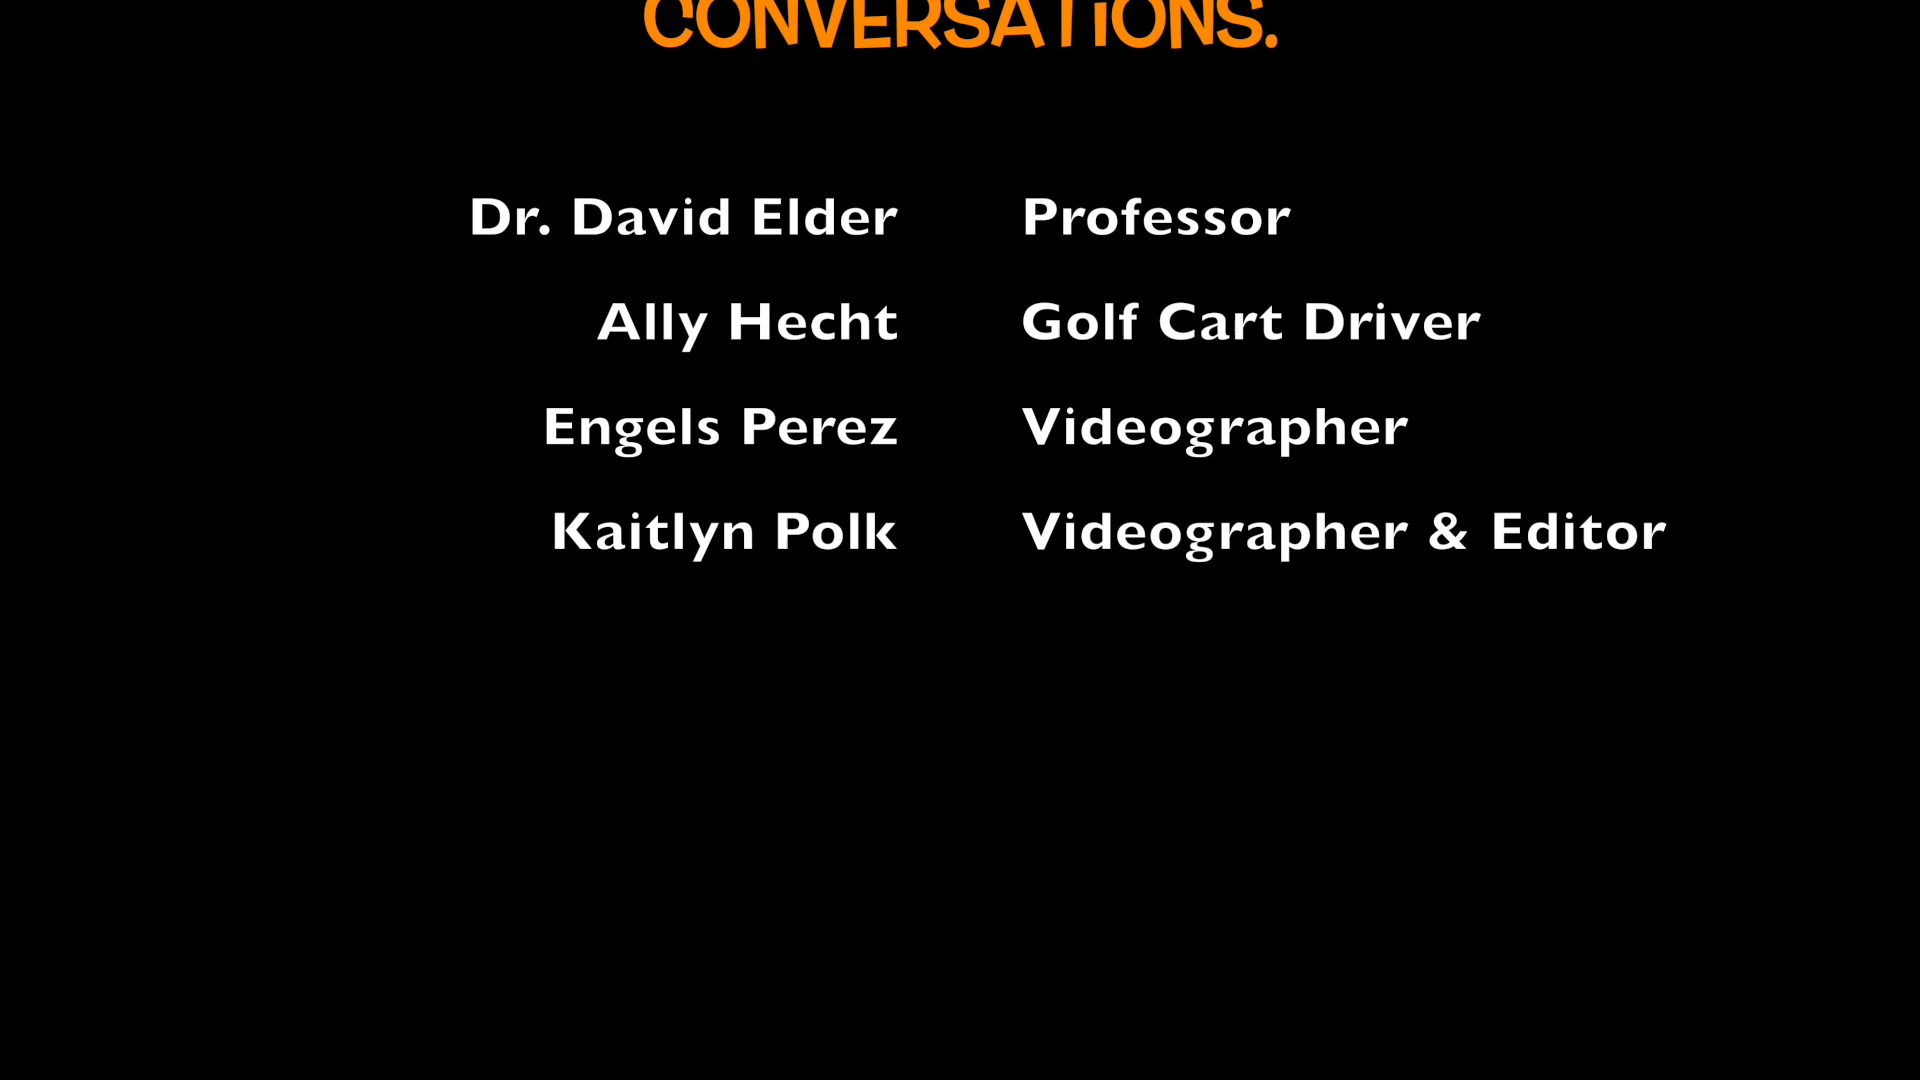 CONVERSATiONS.
Dr. David Elder Professor
Ally Hecht Golf Cart Driver
Engels Perez Videographer
Kaitlyn Polk Videographer & Editor